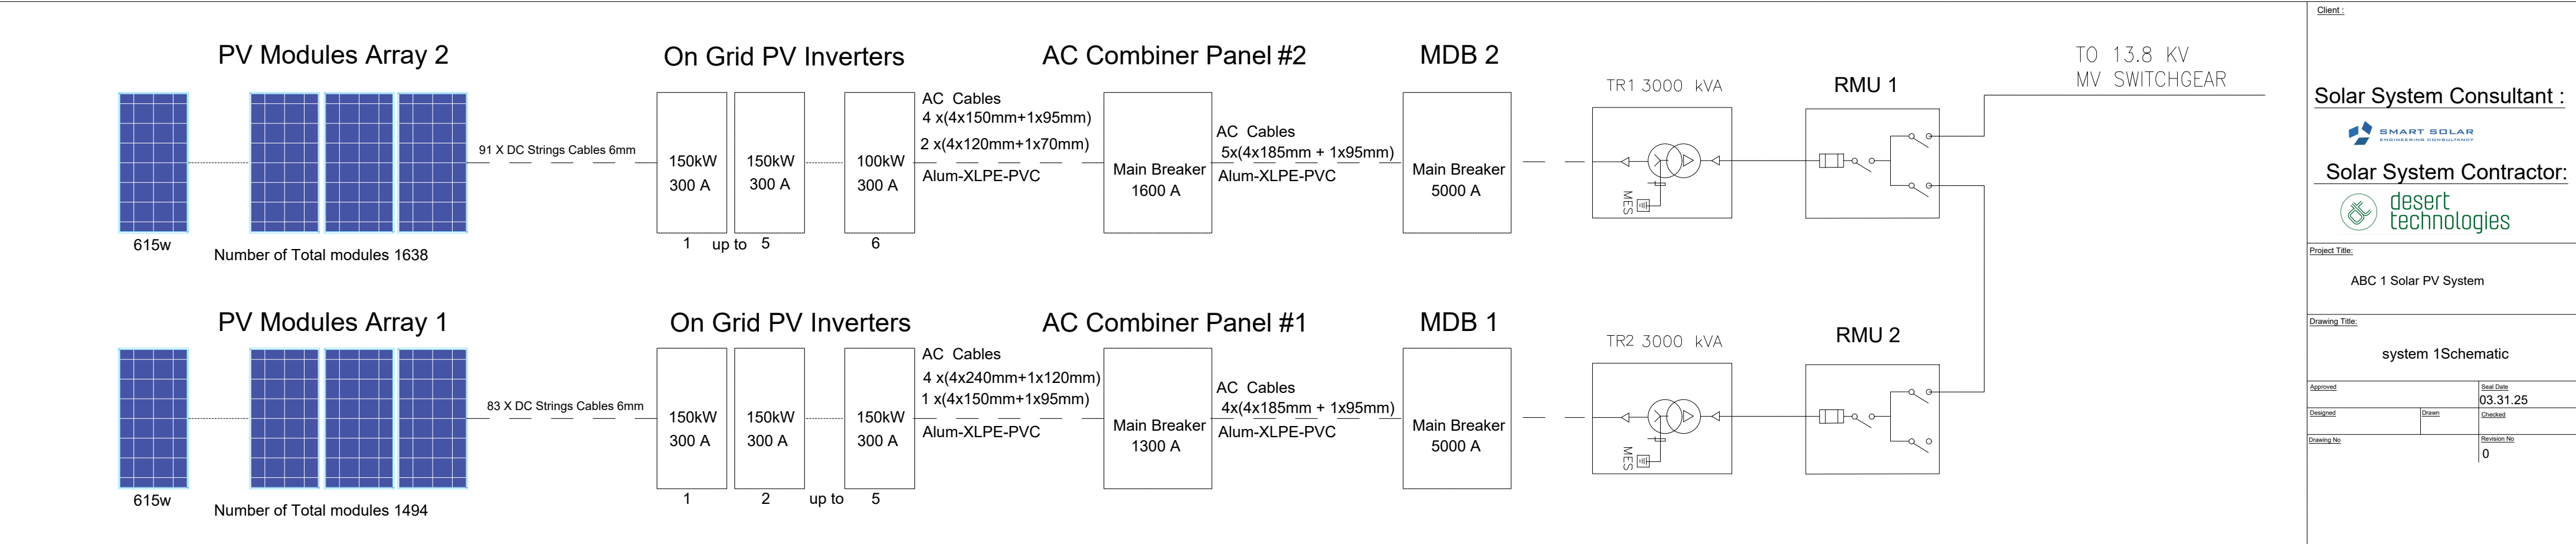 PV Modules Array 2
615w
Number of Total modules 1638
91 X DC Strings Cables 6mm
On Grid PV Inverters
150kW
300 A
150kW
300 A
100kW
300 A
1 up to 5 6
AC Cables
4 x(4x150mm+1x95mm)
2 x(4x120mm+1x70mm)
Alum-XLPE-PVC
AC Combiner Panel #2
Main Breaker
1600 A
AC Cables
5x(4x185mm + 1x95mm)
Alum-XLPE-PVC
MDB 2
Main Breaker
5000 A
TR1 3000 kVA
MES
RMU 1
TO 13.8 KV
MV SWITCHGEAR
PV Modules Array 1
615w
Number of Total modules 1494
83 X DC Strings Cables 6mm
On Grid PV Inverters
150kW
300 A
150kW
300 A
150kW
300 A
1 2 up to 5
AC Cables
4 x(4x240mm+1x120mm)
1 x(4x150mm+1x95mm)
Alum-XLPE-PVC
AC Combiner Panel #1
Main Breaker
1300 A
AC Cables
4x(4x185mm + 1x95mm)
Alum-XLPE-PVC
MDB 1
Main Breaker
5000 A
TR2 3000 kVA
MES
RMU 2
Client :
Solar System Consultant :
SMART SOLAR
ENGINEERING CONSULTANCY
Solar System Contractor:
desert
technologies
Project Title:
ABC 1 Solar PV System
Drawing Title:
system 1Schematic
Approved
Seal Date
03.31.25
Designed
Drawn
Checked
Drawing No
Revision No
0